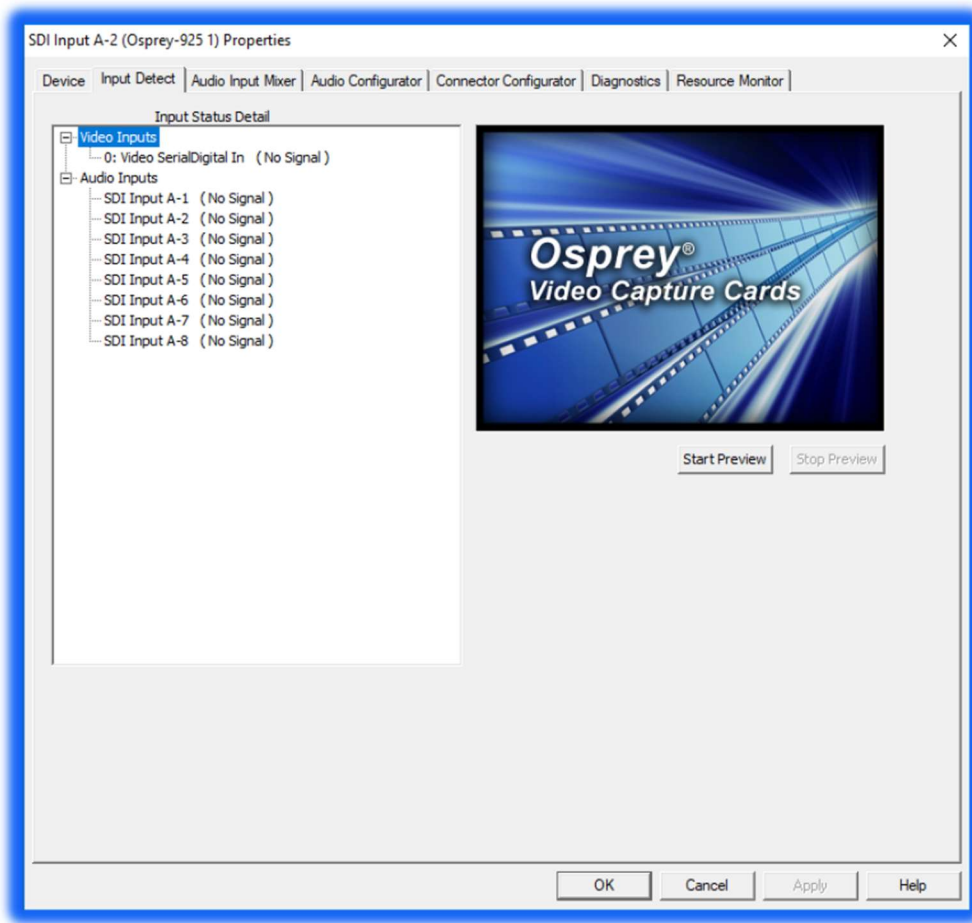 SDI Input A-2 (Osprey-925 1) Properties
Device Input Detect Audio Input Mixer Audio Configurator Connector Configurator Diagnostics Resource Monitor
Input Status Detail
Video Inputs
0: Video SerialDigital In (No Signal)
Audio Inputs
SDI Input A-1 (No Signal)
SDI Input A-2 (No Signal)
SDI Input A-3 (No Signal)
SDI Input A-4 (No Signal)
SDI Input A-5 (No Signal)
SDI Input A-6 (No Signal)
SDI Input A-7 (No Signal)
SDI Input A-8 (No Signal)
Osprey®
Video Capture Cards
Start Preview Stop Preview
OK Cancel Apply Help